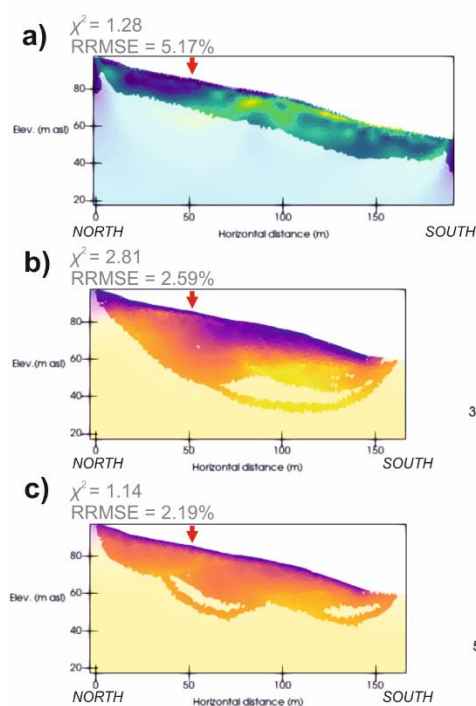 a)
χ² = 1.28
RRMSE = 5.17%
80
Elev. (m asl) 60
40
20
0 50 100 150
NORTH Horizontal distance (m) SOUTH
b)
χ² = 2.81
RRMSE = 2.59%
80
Elev. (m asl) 60
40
20
3
0 50 100 150
NORTH Horizontal distance (m) SOUTH
c)
χ² = 1.14
RRMSE = 2.19%
80
Elev. (m asl) 60
40
20
5
0 50 100 150
NORTH Horizontal distance (m) SOUTH